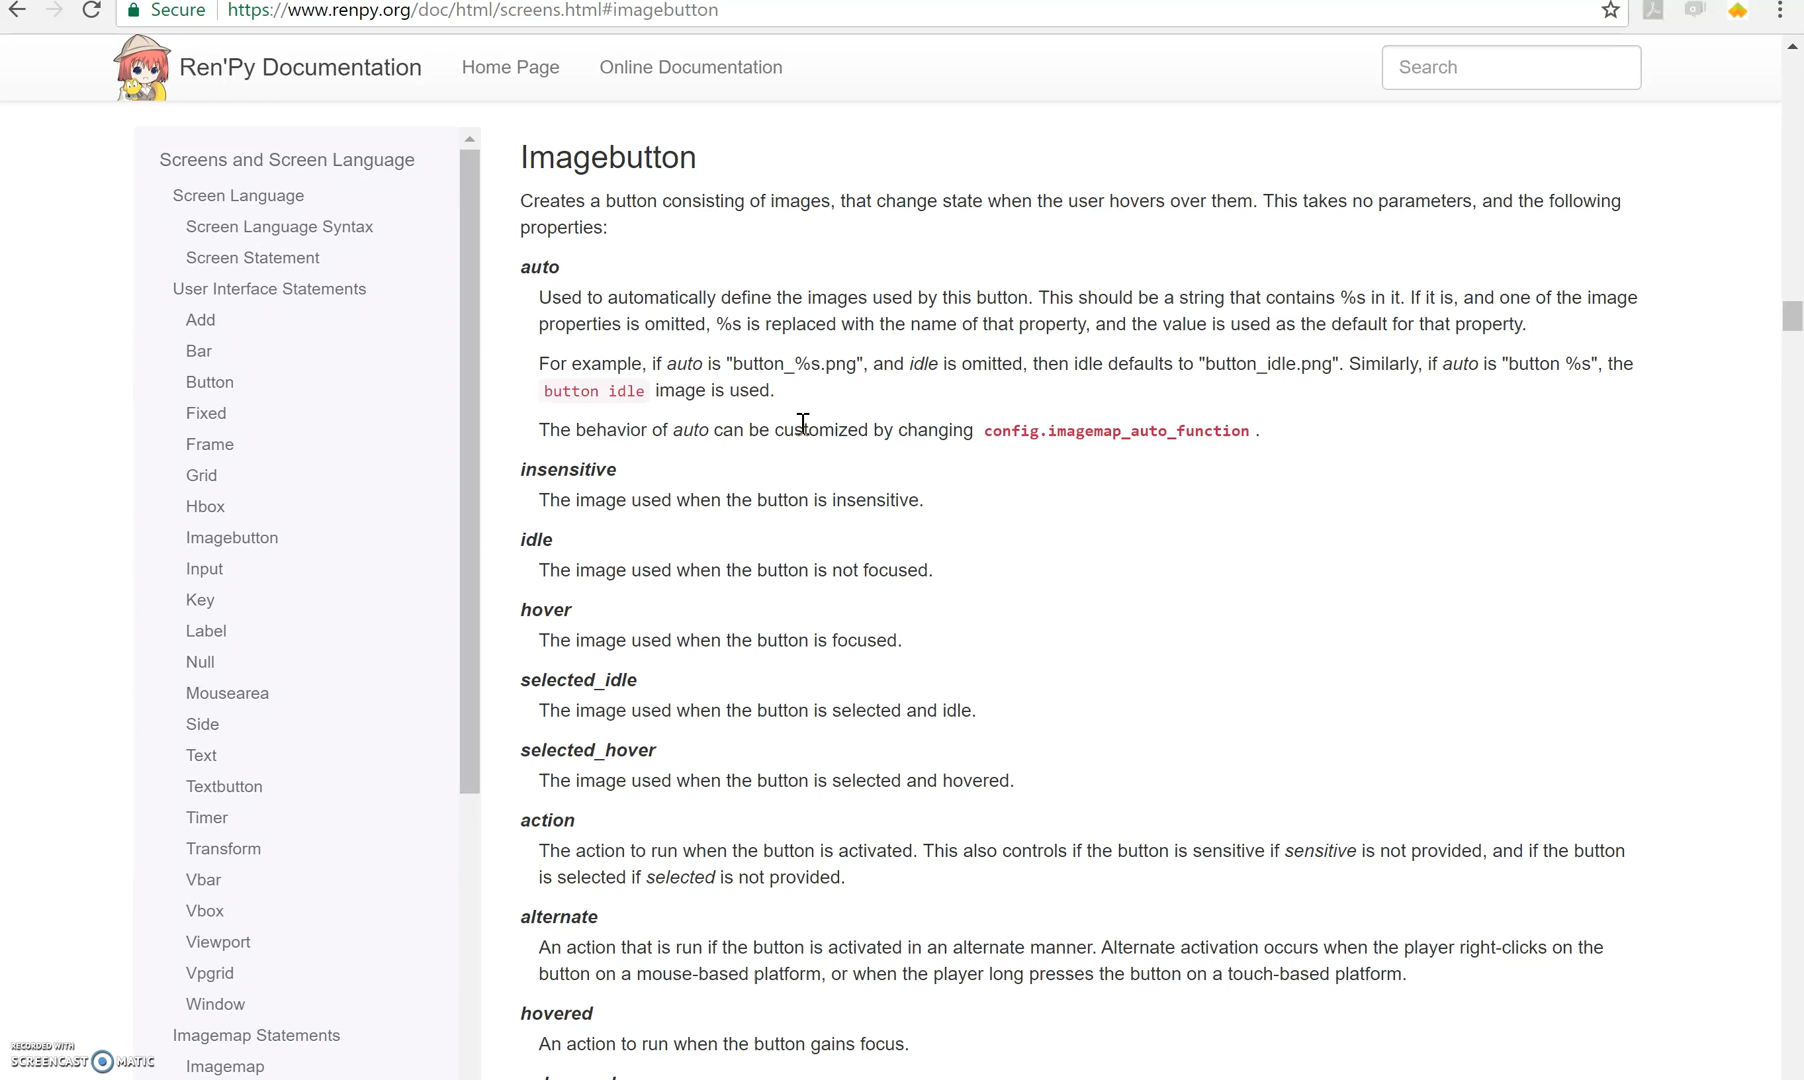 Secure https://www.renpy.org/doc/html/screens.html#imagebutton
Ren'Py Documentation Home Page Online Documentation Search
Screens and Screen Language
Screen Language
Screen Language Syntax
Screen Statement
User Interface Statements
Add
Bar
Button
Fixed
Frame
Grid
Hbox
Imagebutton
Input
Key
Label
Null
Mousearea
Side
Text
Textbutton
Timer
Transform
Vbar
Vbox
Viewport
Vpgrid
Window
Imagemap Statements
Imagemap
Imagebutton
Creates a button consisting of images, that change state when the user hovers over them. This takes no parameters, and the following
properties:
auto
Used to automatically define the images used by this button. This should be a string that contains %s in it. If it is, and one of the image
properties is omitted, %s is replaced with the name of that property, and the value is used as the default for that property.
For example, if auto is "button_%s.png", and idle is omitted, then idle defaults to "button_idle.png". Similarly, if auto is "button %s", the
button idle image is used.
The behavior of auto can be customized by changing config.imagemap_auto_function .
insensitive
The image used when the button is insensitive.
idle
The image used when the button is not focused.
hover
The image used when the button is focused.
selected_idle
The image used when the button is selected and idle.
selected_hover
The image used when the button is selected and hovered.
action
The action to run when the button is activated. This also controls if the button is sensitive if sensitive is not provided, and if the button
is selected if selected is not provided.
alternate
An action that is run if the button is activated in an alternate manner. Alternate activation occurs when the player right-clicks on the
button on a mouse-based platform, or when the player long presses the button on a touch-based platform.
hovered
An action to run when the button gains focus.
RECORDED WITH
SCREENCAST MATIC